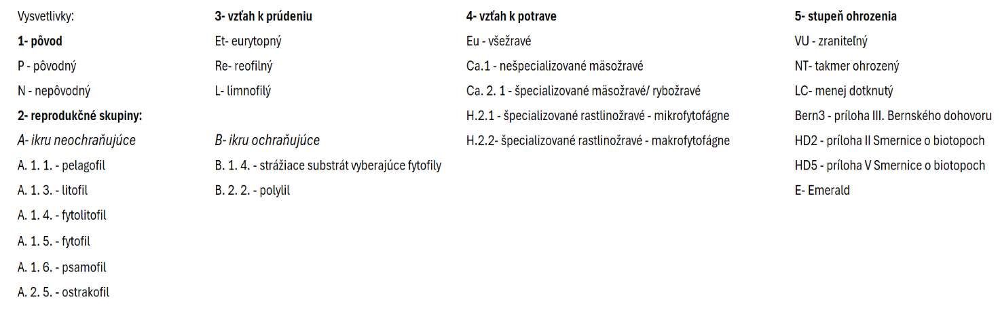 Vysvetlivky:
1- pôvod
P - pôvodný
N - nepôvodný
2- reprodukčné skupiny:
A- ikru neochraňujúce
A. 1. 1. - pelagofil
A. 1. 3. - litofil
A. 1. 4. - fytolitofil
A. 1. 5. - fytofil
A. 1. 6. - psamofil
A. 2. 5. - ostrakofil
3- vzťah k prúdeniu
Et- eurytopný
Re- reofilný
L- limnofilý
B- ikru ochraňujúce
B. 1. 4. - strážiace substrát vyberajúce fytofily
B. 2. 2. - polylil
4- vzťah k potrave
Eu - všežravé
Ca.1 - nešpecializované mäsožravé
Ca. 2. 1 - špecializované mäsožravé/ rybožravé
H.2.1 - špecializované rastlinožravé - mikrofytofágne
H.2.2- špecializované rastlinožravé - makrofytofágne
5- stupeň ohrozenia
VU - zraniteľný
NT- takmer ohrozený
LC- menej dotknutý
Bern3 - príloha III. Bernského dohovoru
HD2 - príloha II Smernice o biotopoch
HD5 - príloha V Smernice o biotopoch
E- Emerald